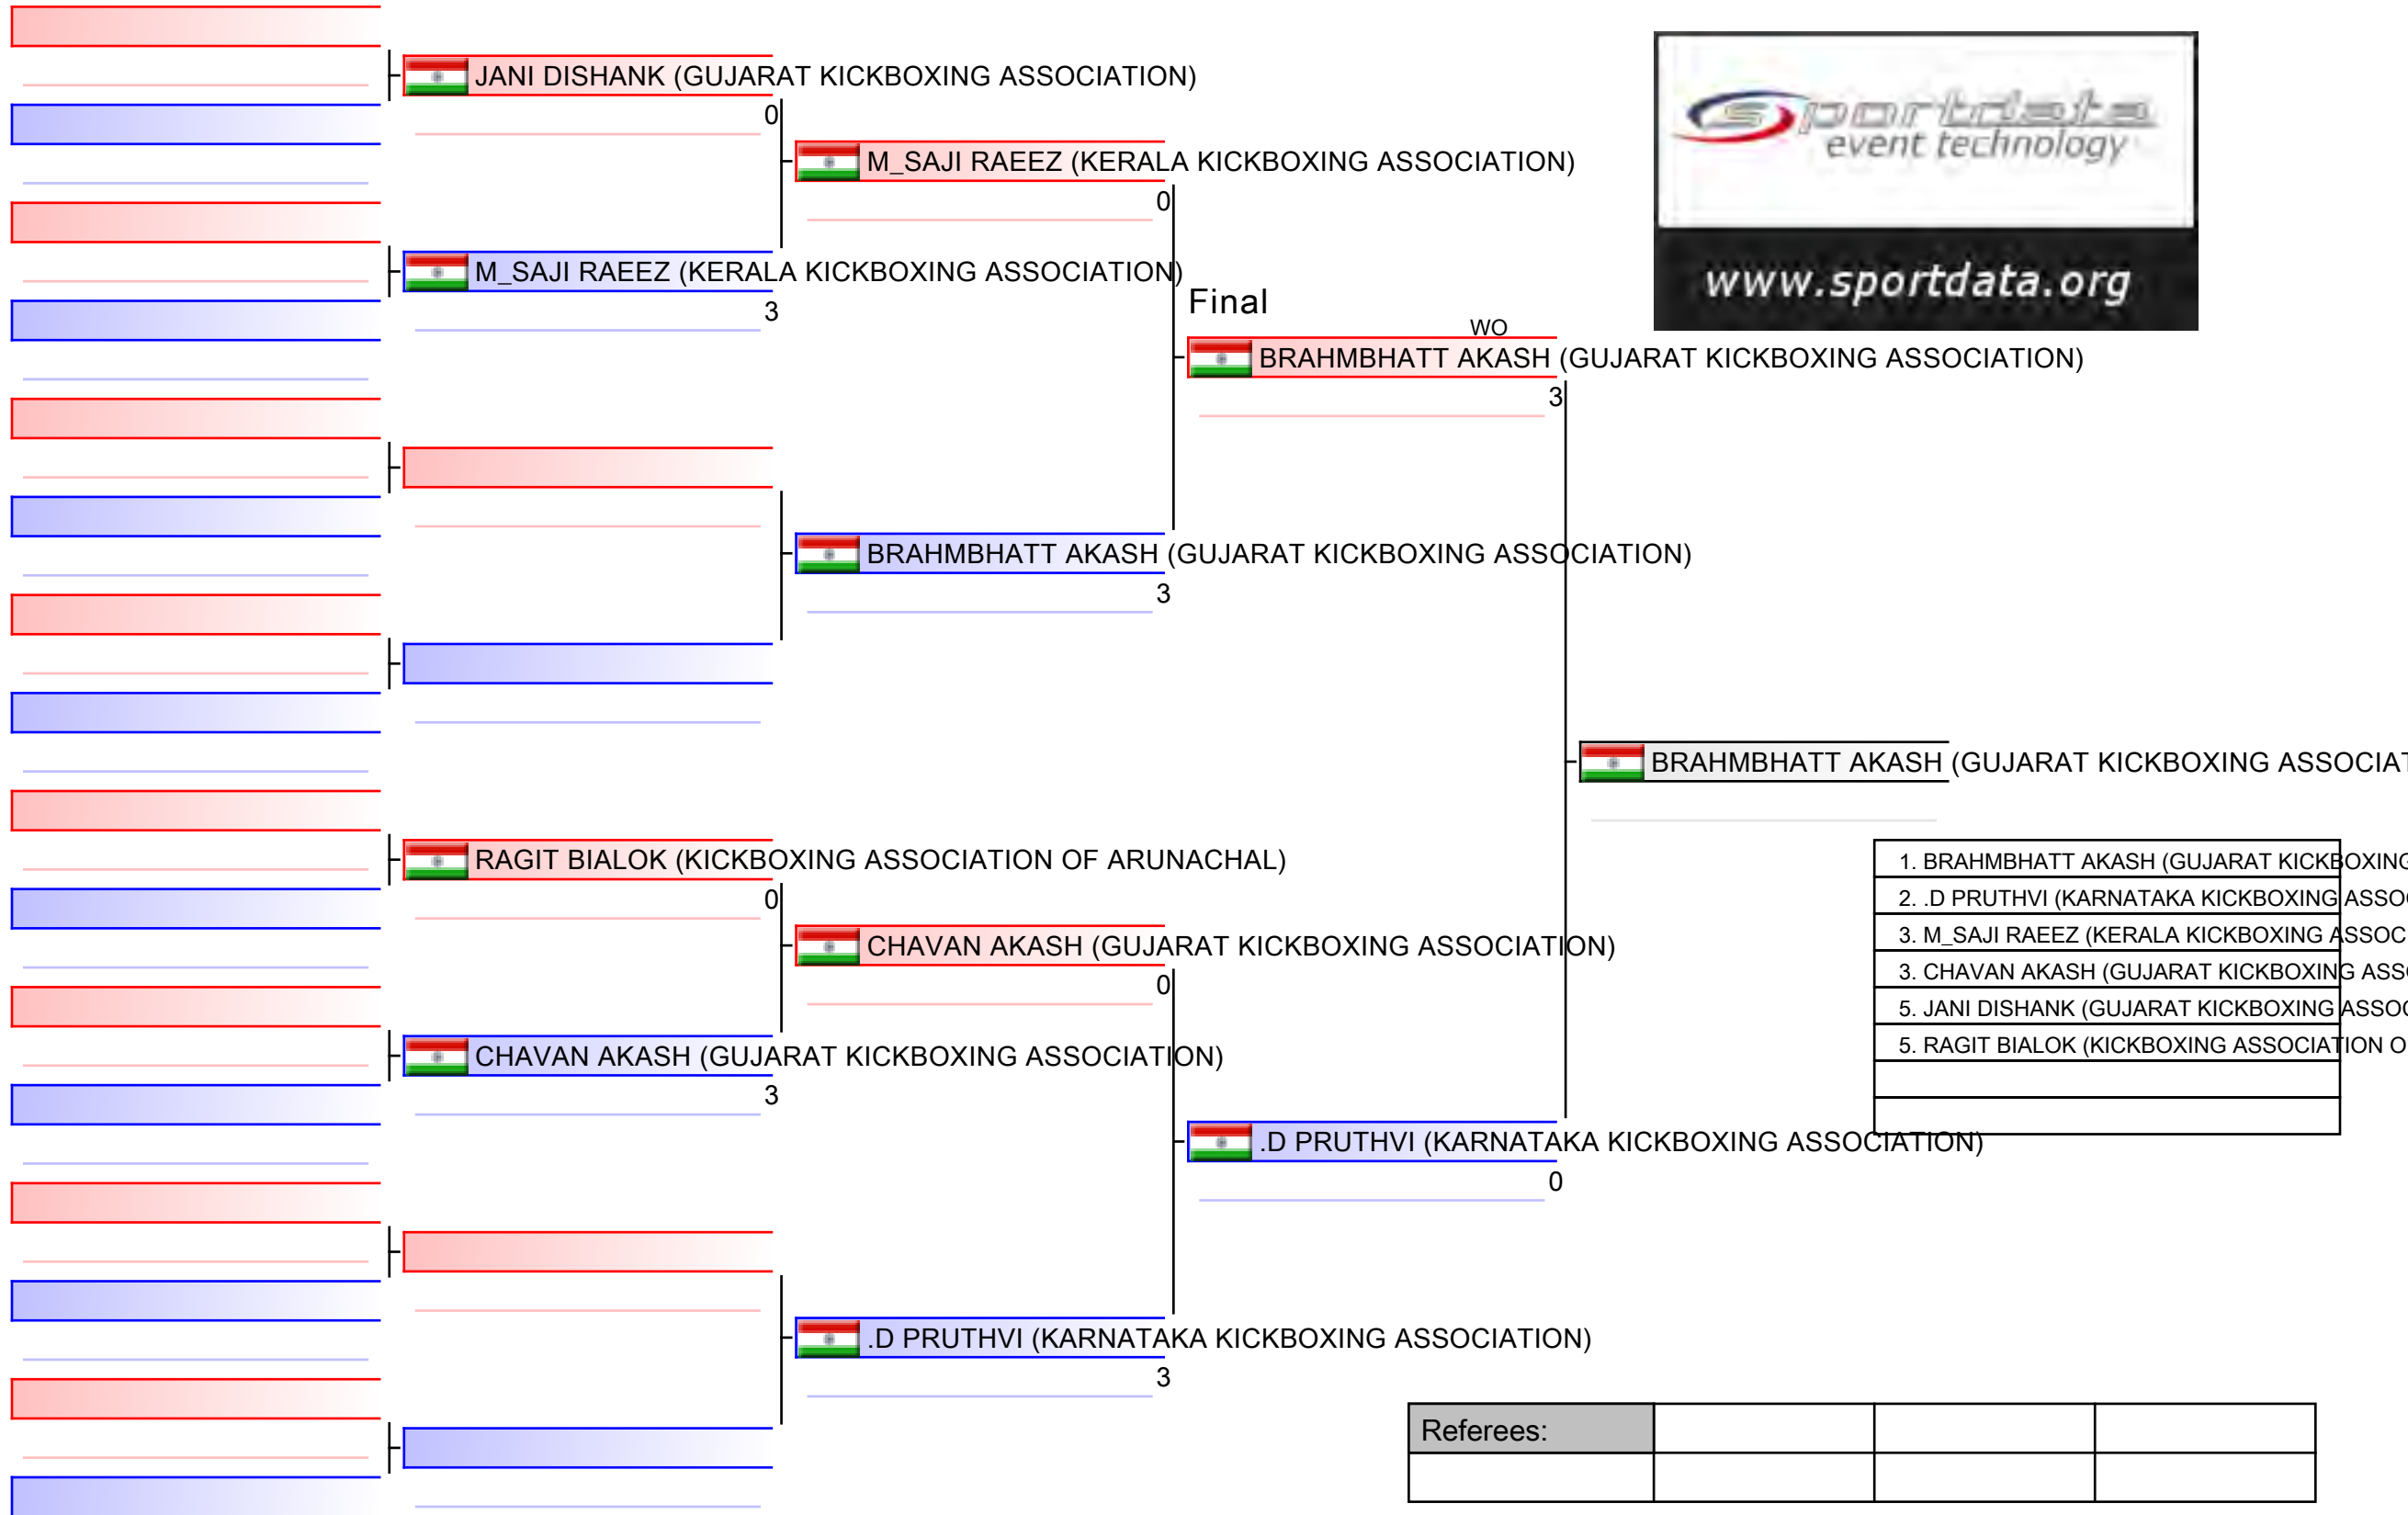 JANI DISHANK (GUJARAT KICKBOXING ASSOCIATION)
0
M_SAJI RAEEZ (KERALA KICKBOXING ASSOCIATION)
0
M_SAJI RAEEZ (KERALA KICKBOXING ASSOCIATION)
3
sportdata
event technology
www.sportdata.org
Final
WO
BRAHMBHATT AKASH (GUJARAT KICKBOXING ASSOCIATION)
3
BRAHMBHATT AKASH (GUJARAT KICKBOXING ASSOCIATION)
3
BRAHMBHATT AKASH (GUJARAT KICKBOXING ASSOCIAT
RAGIT BIALOK (KICKBOXING ASSOCIATION OF ARUNACHAL)
0
CHAVAN AKASH (GUJARAT KICKBOXING ASSOCIATION)
0
CHAVAN AKASH (GUJARAT KICKBOXING ASSOCIATION)
3
1. BRAHMBHATT AKASH (GUJARAT KICKBOXING
2. .D PRUTHVI (KARNATAKA KICKBOXING ASSOC
3. M_SAJI RAEEZ (KERALA KICKBOXING ASSOC
3. CHAVAN AKASH (GUJARAT KICKBOXING ASSO
5. JANI DISHANK (GUJARAT KICKBOXING ASSOC
5. RAGIT BIALOK (KICKBOXING ASSOCIATION O
.D PRUTHVI (KARNATAKA KICKBOXING ASSOCIATION)
0
.D PRUTHVI (KARNATAKA KICKBOXING ASSOCIATION)
3
Referees: